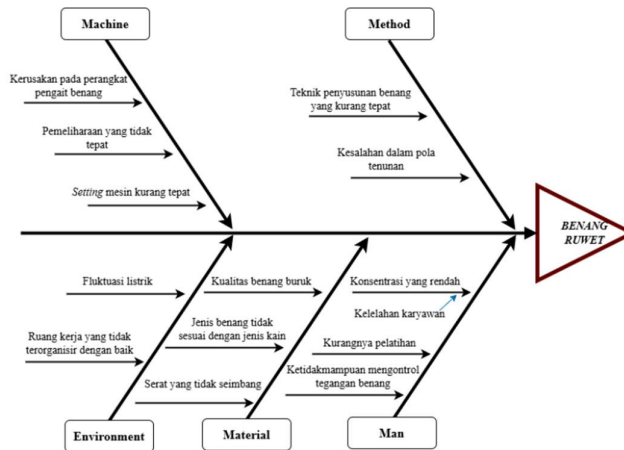 Machine
Method
Kerusakan pada perangkat
pengait benang
Pemeliharaan yang tidak
tepat
Setting mesin kurang tepat
Teknik penyusunan benang
yang kurang tepat
Kesalahan dalam pola
tenunan
BENANG
RUWET
Fluktuasi listrik
Ruang kerja yang tidak
terorganisir dengan baik
Kualitas benang buruk
Jenis benang tidak
sesuai dengan jenis kain
Serat yang tidak seimbang
Konsentrasi yang rendah
Kelelahan karyawan
Kurangnya pelatihan
Ketidakmampuan mengontrol
tegangan benang
Environment
Material
Man